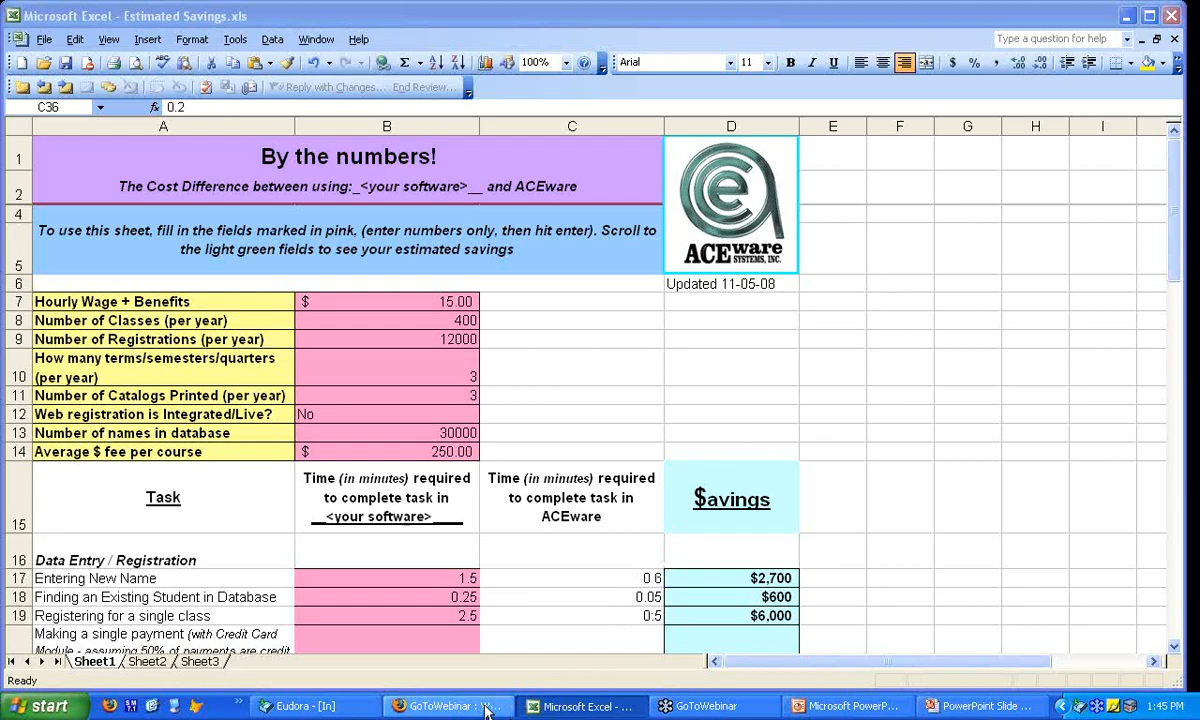 Microsoft Excel - Estimated Savings.xls
File Edit View Insert Format Tools Data Window Help
Type a question for help
100% Arial 11 B I U $ % ,
Reply with Changes... End Review...
C36 fx 0.2
A B C D E F G H I
1 By the numbers!
2 The Cost Difference between using:_<your software>__ and ACEware
4
To use this sheet, fill in the fields marked in pink, (enter numbers only, then hit enter). Scroll to
the light green fields to see your estimated savings
5
ACEware
SYSTEMS, INC.
6 Updated 11-05-08
7 Hourly Wage + Benefits $ 15.00
8 Number of Classes (per year) 400
9 Number of Registrations (per year) 12000
How many terms/semesters/quarters
10 (per year) 3
11 Number of Catalogs Printed (per year) 3
12 Web registration is Integrated/Live? No
13 Number of names in database 30000
14 Average $ fee per course $ 250.00
15 Task
Time (in minutes) required
to complete task in
__<your software>____
Time (in minutes) required
to complete task in
ACEware
$avings
16 Data Entry / Registration
17 Entering New Name 1.5 0.6 $2,700
18 Finding an Existing Student in Database 0.25 0.05 $600
19 Registering for a single class 2.5 0.5 $6,000
Making a single payment (with Credit Card
Module - assuming 50% of payments are credit
Sheet1 Sheet2 Sheet3
Ready
start Eudora - [In] GoToWebinar : W... Microsoft Excel - ... GoToWebinar Microsoft PowerP... PowerPoint Slide ... 1:45 PM